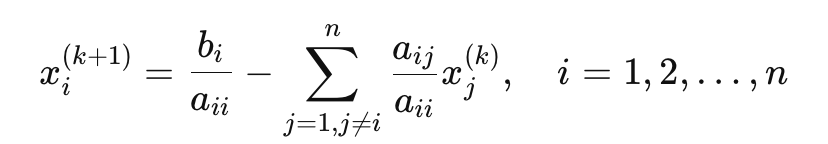 $$x_i^{(k+1)} = \frac{b_i}{a_{ii}} - \sum_{j=1, j \neq i}^{n} \frac{a_{ij}}{a_{ii}} x_j^{(k)}, \quad i = 1, 2, \ldots, n$$